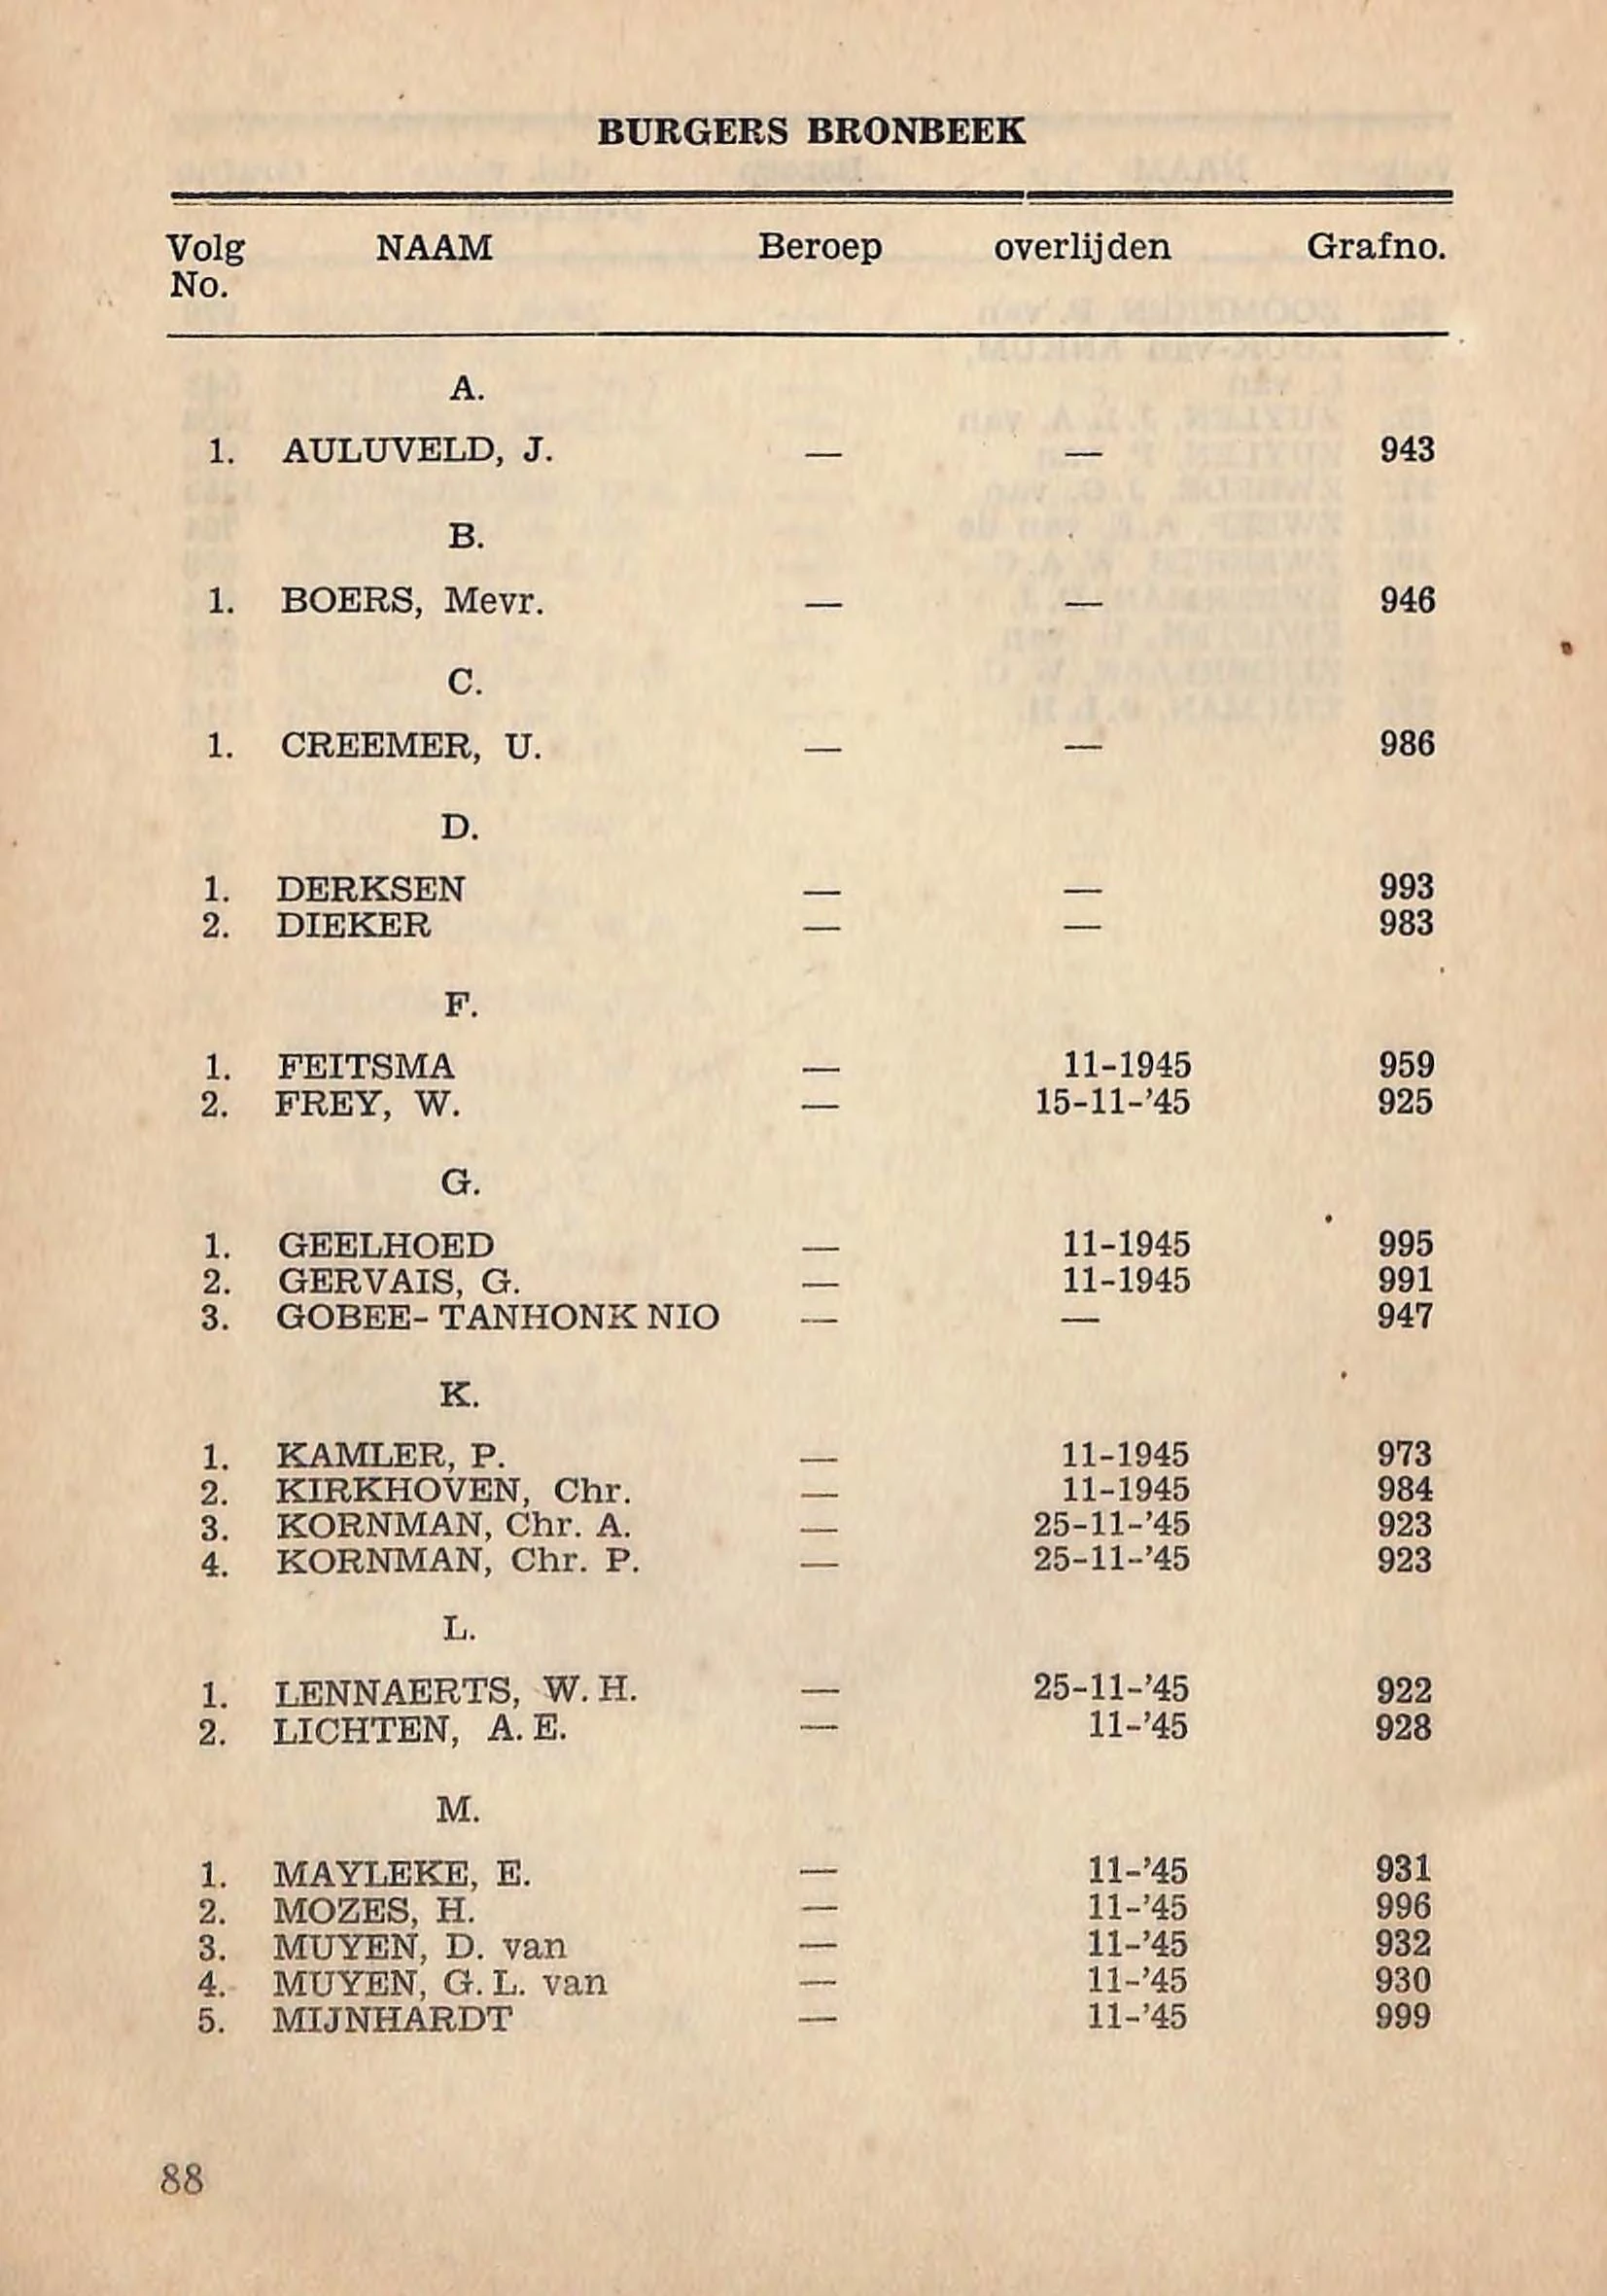 BURGERS BRONBEEK
Volg No. NAAM Beroep overlijden Grafno.
A.
1. AULUVELD, J. — — 943
B.
1. BOERS, Mevr. — — 946
C.
1. CREEMER, U. — — 986
D.
1. DERKSEN — — 993
2. DIEKER — — 983
F.
1. FEITSMA — 11-1945 959
2. FREY, W. — 15-11-’45 925
G.
1. GEELHOED — 11-1945 995
2. GERVAIS, G. — 11-1945 991
3. GOBEE- TANHONK NIO — — 947
K.
1. KAMLER, P. — 11-1945 973
2. KIRKHOVEN, Chr. — 11-1945 984
3. KORNMAN, Chr. A. — 25-11-’45 923
4. KORNMAN, Chr. P. — 25-11-’45 923
L.
1. LENNAERTS, W. H. — 25-11-’45 922
2. LICHTEN, A. E. — 11-’45 928
M.
1. MAYLEKE, E. — 11-’45 931
2. MOZES, H. — 11-’45 996
3. MUYEN, D. van — 11-’45 932
4. MUYEN, G. L. van — 11-’45 930
5. MIJNHARDT — 11-’45 999
88